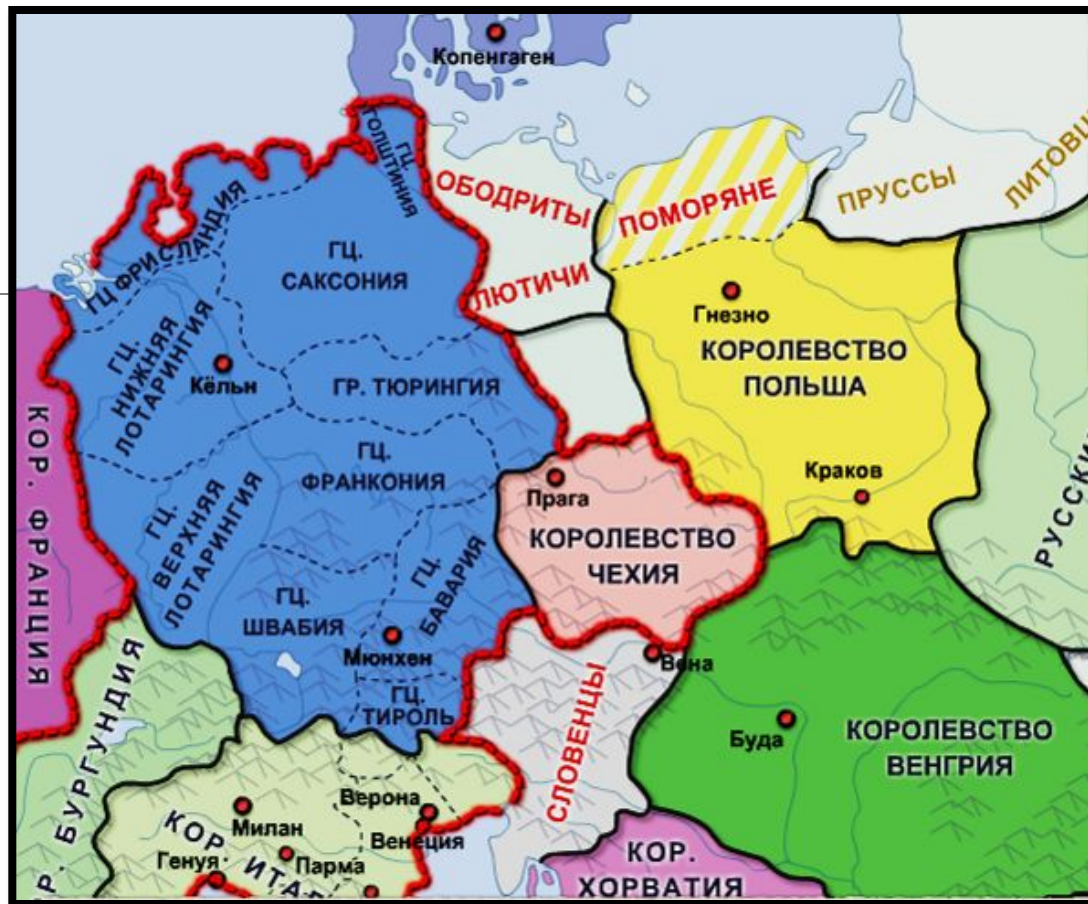 Копенгаген
ГЦ.
ГОЛШТИНИЯ
ОБОДРИТЫ
ПОМОРЯНЕ
ПРУССЫ
ЛИТОВЦ
ГЦ ФРИСЛАНДИЯ
ГЦ.
САКСОНИЯ
ЛЮТИЧИ
Гнезно
ГЦ.
НИЖНЯЯ
ЛОТАРИНГИЯ
Кёльн
ГР. ТЮРИНГИЯ
КОРОЛЕВСТВО
ПОЛЬША
КОР. ФРАНЦИЯ
ГЦ.
ФРАНКОНИЯ
Краков
Прага
РУССКИ
ГЦ.
ВЕРХНЯЯ
ЛОТАРИНГИЯ
КОРОЛЕВСТВО
ЧЕХИЯ
ГЦ.
БАВАРИЯ
ГЦ.
ШВАБИЯ
Мюнхен
Вена
ГЦ.
ТИРОЛЬ
СЛОВЕНЦЫ
Буда
КОРОЛЕВСТВО
ВЕНГРИЯ
Р. БУРГУНДИЯ
Верона
Милан
Венеция
Генуя
Парма
КОР ИТА
КОР.
ХОРВАТИЯ